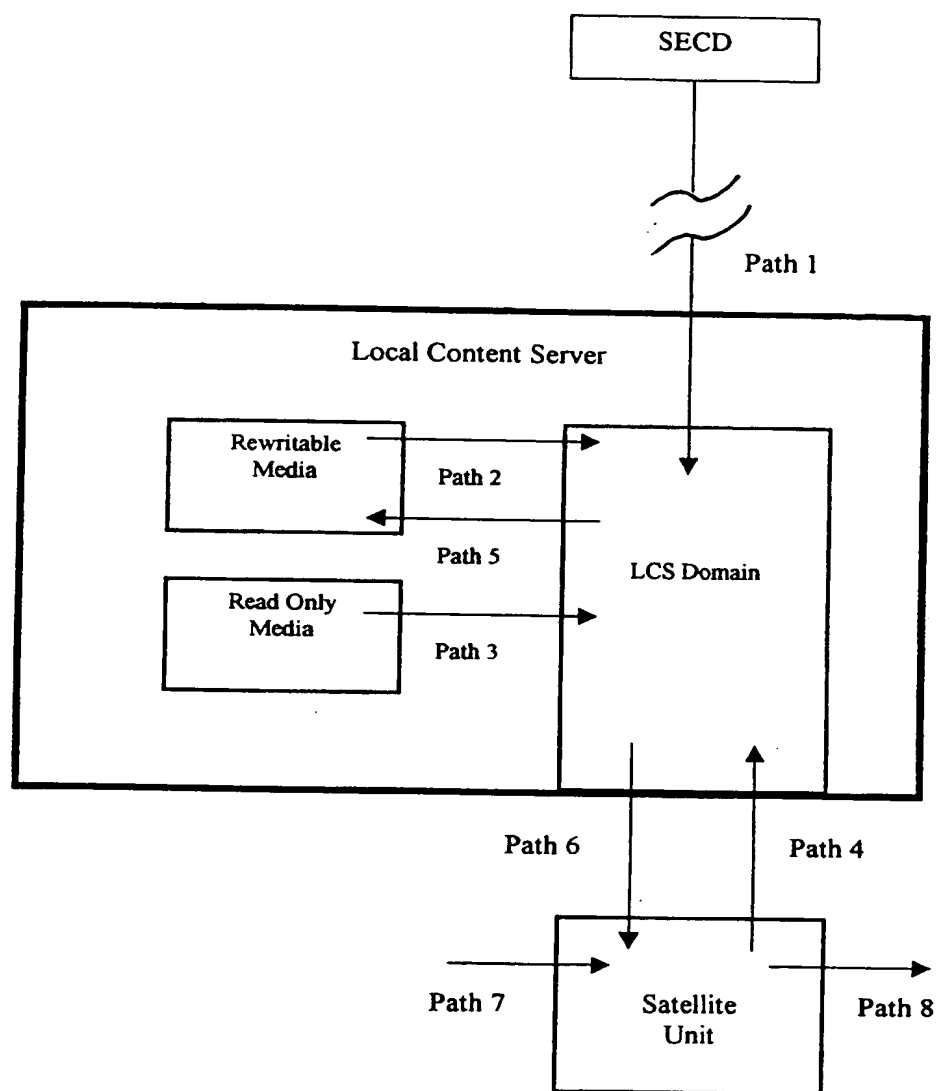 SECD
Path 1
Local Content Server
Rewritable
Media
Path 2
Path 5
LCS Domain
Read Only
Media
Path 3
Path 6
Path 4
Path 7
Satellite
Unit
Path 8